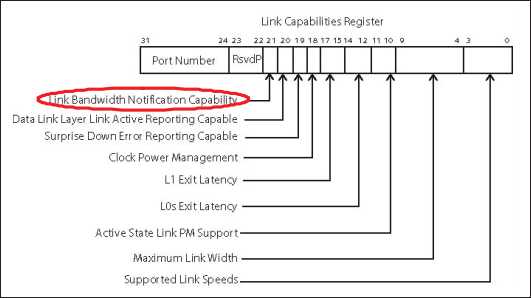 Link Capabilities Register
31 24 23 22 21 20 19 18 17 15 14 12 11 10 9 4 3 0
Port Number RsvdP
Link Bandwidth Notification Capability
Data Link Layer Link Active Reporting Capable
Surprise Down Error Reporting Capable
Clock Power Management
L1 Exit Latency
L0s Exit Latency
Active State Link PM Support
Maximum Link Width
Supported Link Speeds